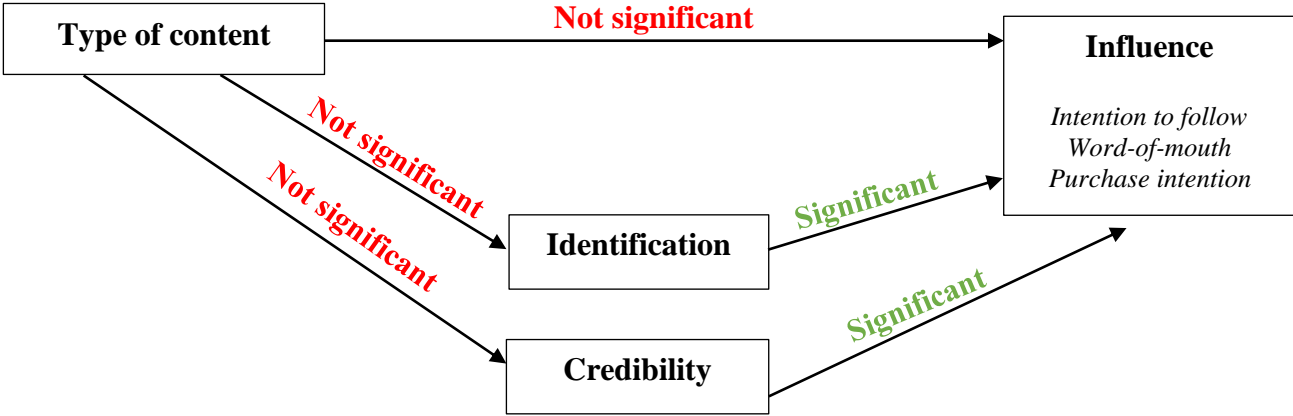 Type of content
Not significant
Influence
Intention to follow
Word-of-mouth
Purchase intention
Not significant
Not significant
Identification
Significant
Credibility
Significant